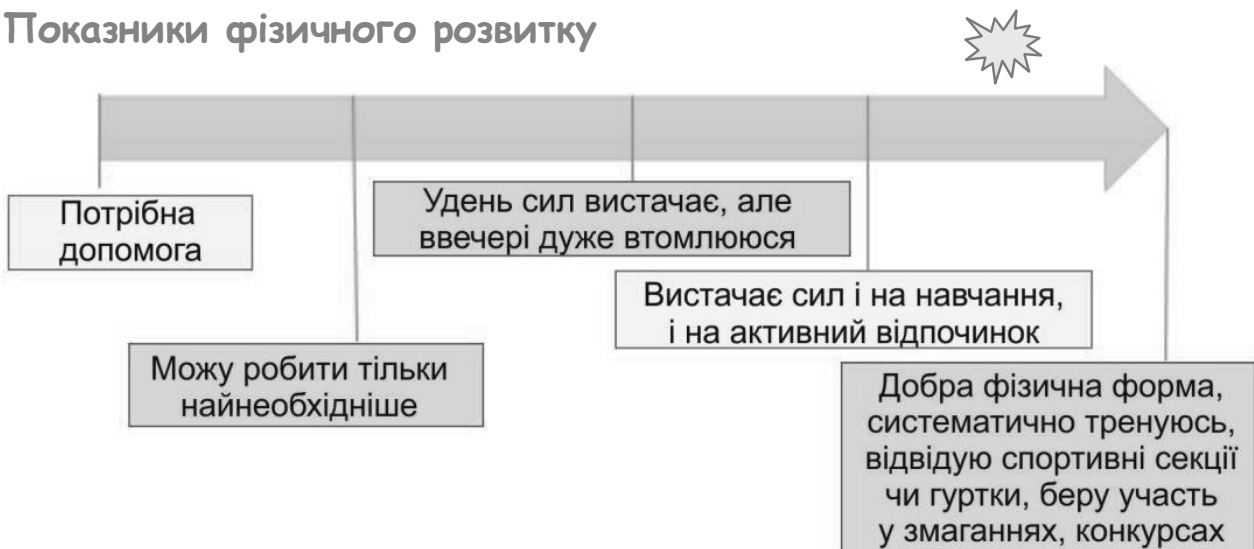 Показники фізичного розвитку
Потрібна
допомога
Можу робити тільки
найнеобхідніше
Удень сил вистачає, але
ввечері дуже втомлююся
Вистачає сил і на навчання,
і на активний відпочинок
Добра фізична форма,
систематично тренуюсь,
відвідую спортивні секції
чи гуртки, беру участь
у змаганнях, конкурсах